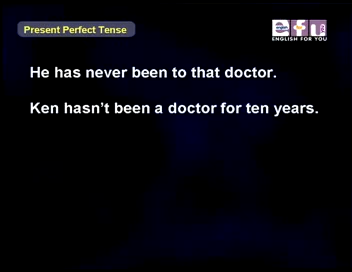 Present Perfect Tense
efu
ENGLISH FOR YOU
He has never been to that doctor.
Ken hasn't been a doctor for ten years.